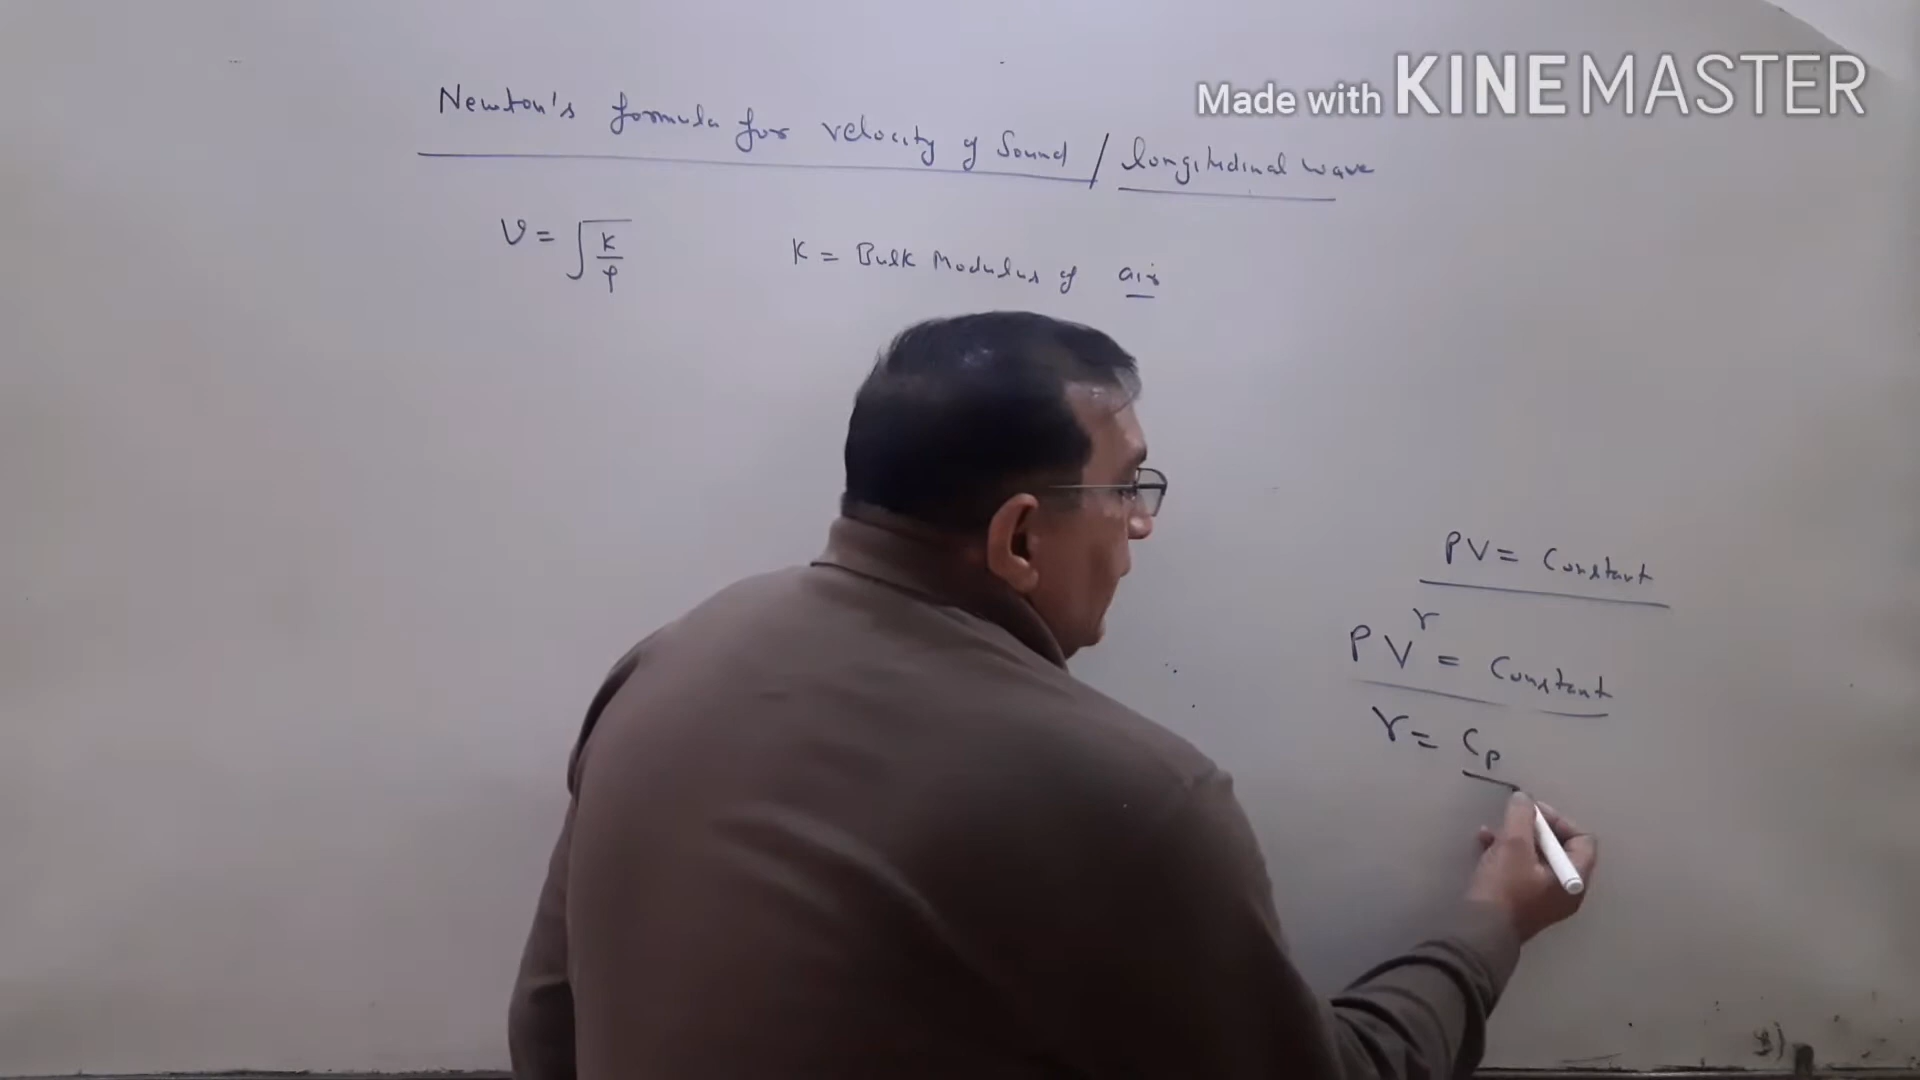 Made with KINEMASTER
Newton's formula for velocity of Sound / longitudinal wave
v = √K/ρ
K = Bulk Modulus of air
PV = Constant
PV^γ = Constant
γ = Cp